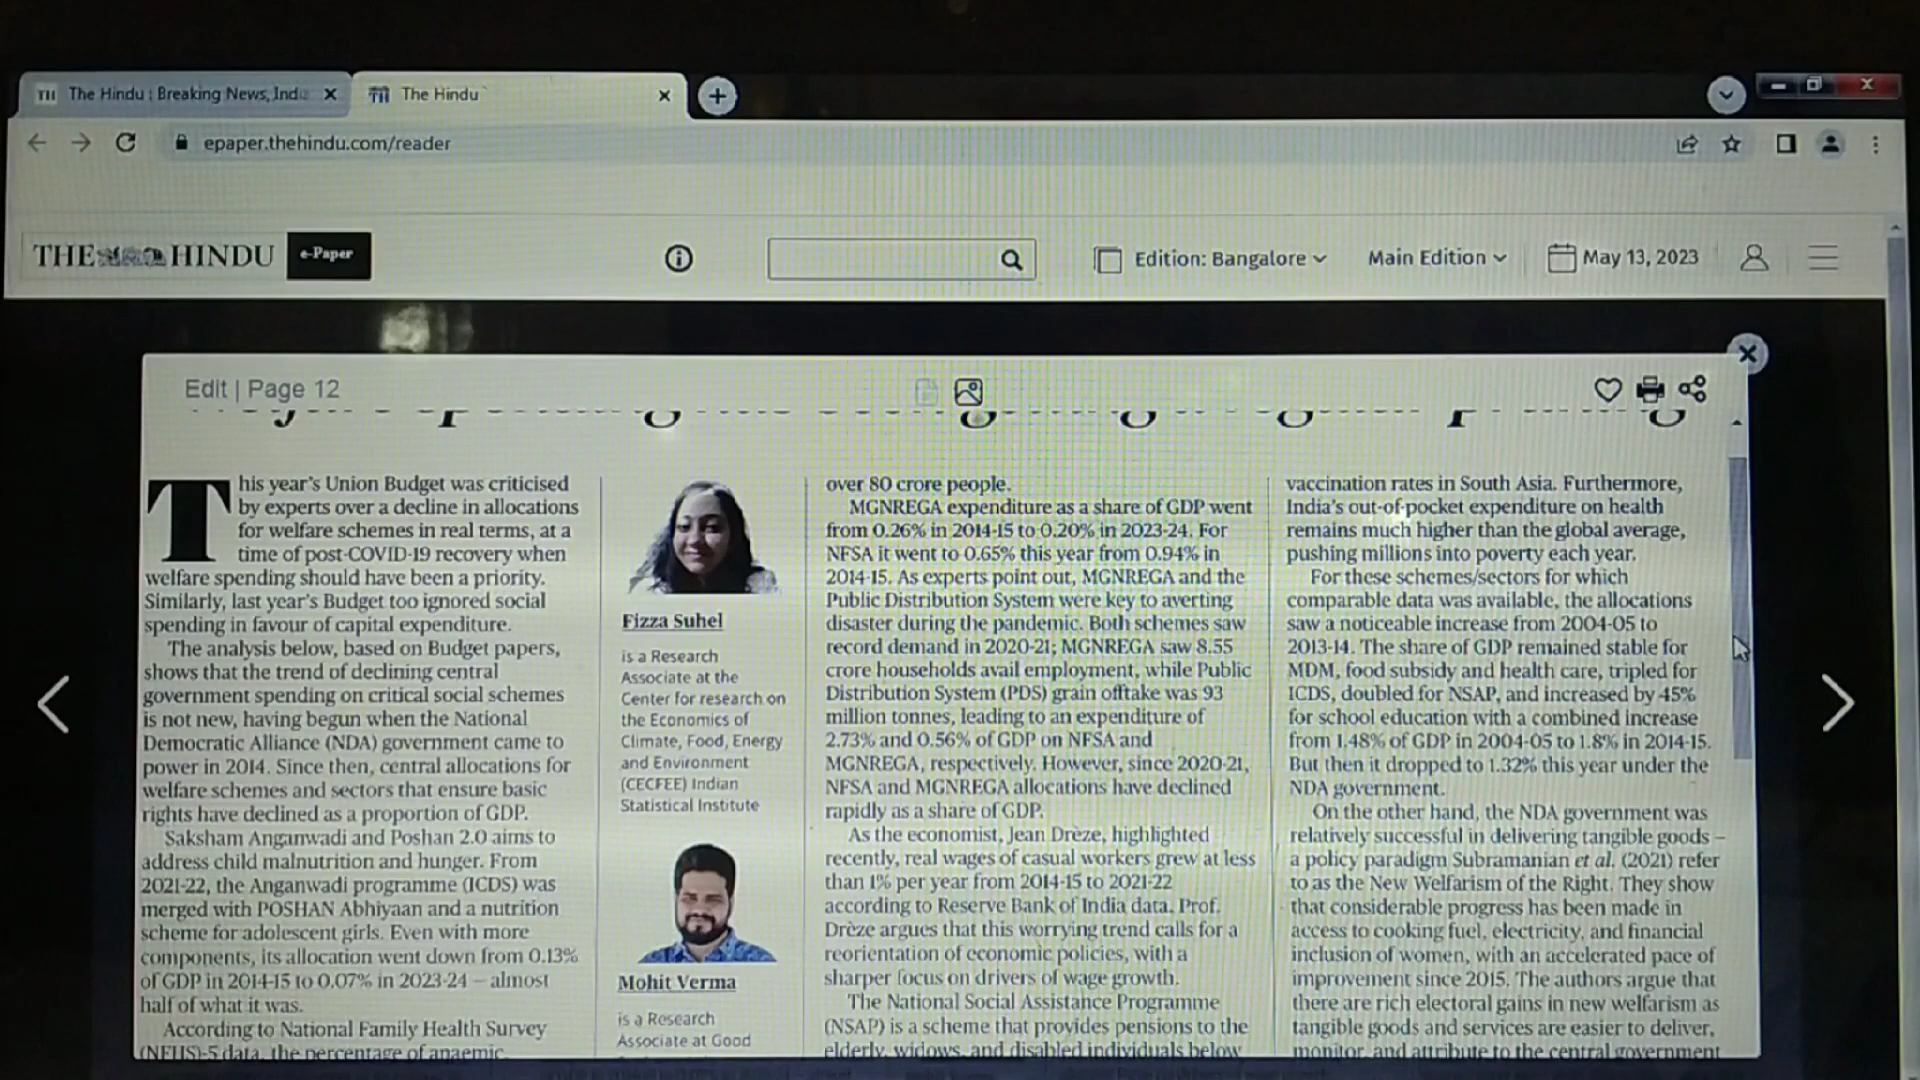 The Hindu : Breaking News, Indi
The Hindu
epaper.thehindu.com/reader
THE HINDU
e-Paper
Edition: Bangalore
Main Edition
May 13, 2023
Edit | Page 12
This year's Union Budget was criticised
by experts over a decline in allocations
for welfare schemes in real terms, at a
time of post-COVID-19 recovery when
welfare spending should have been a priority.
Similarly, last year's Budget too ignored social
spending in favour of capital expenditure.
The analysis below, based on Budget papers,
shows that the trend of declining central
government spending on critical social schemes
is not new, having begun when the National
Democratic Alliance (NDA) government came to
power in 2014. Since then, central allocations for
welfare schemes and sectors that ensure basic
rights have declined as a proportion of GDP.
Saksham Anganwadi and Poshan 2.0 aims to
address child malnutrition and hunger. From
2021-22, the Anganwadi programme (ICDS) was
merged with POSHAN Abhiyaan and a nutrition
scheme for adolescent girls. Even with more
components, its allocation went down from 0.13%
of GDP in 2014-15 to 0.07% in 2023-24 – almost
half of what it was.
According to National Family Health Survey
(NFHS)-5 data, the percentage of anaemic
Fizza Suhel
is a Research
Associate at the
Center for research on
the Economics of
Climate, Food, Energy
and Environment
(CECFEE) Indian
Statistical Institute
Mohit Verma
is a Research
Associate at Good
over 80 crore people.
MGNREGA expenditure as a share of GDP went
from 0.26% in 2014-15 to 0.20% in 2023-24. For
NFSA it went to 0.65% this year from 0.94% in
2014-15. As experts point out, MGNREGA and the
Public Distribution System were key to averting
disaster during the pandemic. Both schemes saw
record demand in 2020-21; MGNREGA saw 8.55
crore households avail employment, while Public
Distribution System (PDS) grain offtake was 93
million tonnes, leading to an expenditure of
2.73% and 0.56% of GDP on NFSA and
MGNREGA, respectively. However, since 2020-21,
NFSA and MGNREGA allocations have declined
rapidly as a share of GDP.
As the economist, Jean Drèze, highlighted
recently, real wages of casual workers grew at less
than 1% per year from 2014-15 to 2021-22
according to Reserve Bank of India data. Prof.
Drèze argues that this worrying trend calls for a
reorientation of economic policies, with a
sharper focus on drivers of wage growth.
The National Social Assistance Programme
(NSAP) is a scheme that provides pensions to the
elderly, widows, and disabled individuals below
vaccination rates in South Asia. Furthermore,
India's out-of-pocket expenditure on health
remains much higher than the global average,
pushing millions into poverty each year.
For these schemes/sectors for which
comparable data was available, the allocations
saw a noticeable increase from 2004-05 to
2013-14. The share of GDP remained stable for
MDM, food subsidy and health care, tripled for
ICDS, doubled for NSAP, and increased by 45%
for school education with a combined increase
from 1.48% of GDP in 2004-05 to 1.8% in 2014-15.
But then it dropped to 1.32% this year under the
NDA government.
On the other hand, the NDA government was
relatively successful in delivering tangible goods –
a policy paradigm Subramanian et al. (2021) refer
to as the New Welfarism of the Right. They show
that considerable progress has been made in
access to cooking fuel, electricity, and financial
inclusion of women, with an accelerated pace of
improvement since 2015. The authors argue that
there are rich electoral gains in new welfarism as
tangible goods and services are easier to deliver,
monitor, and attribute to the central government